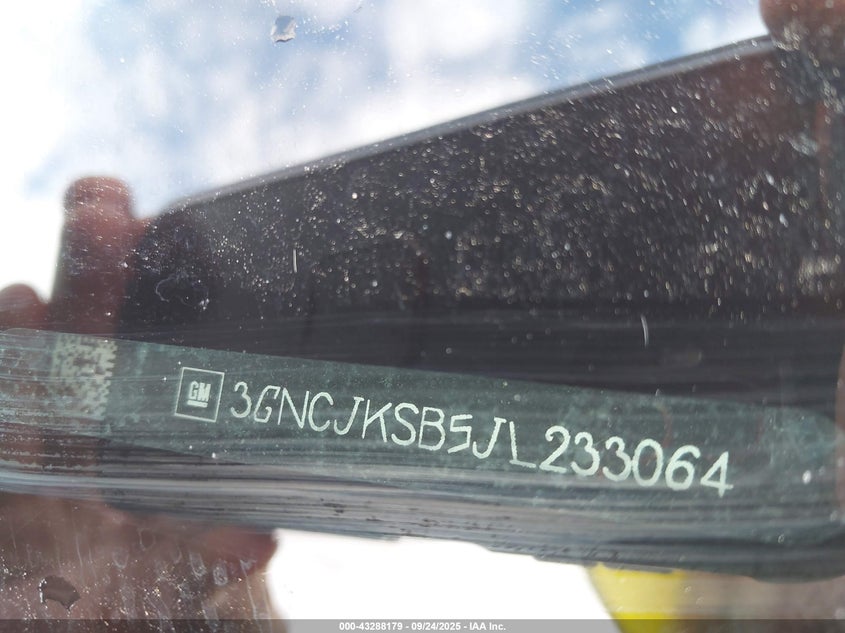 GM 3GNCJKSB5JL233064
000-43288179 - 09/24/2025 - IAA Inc.